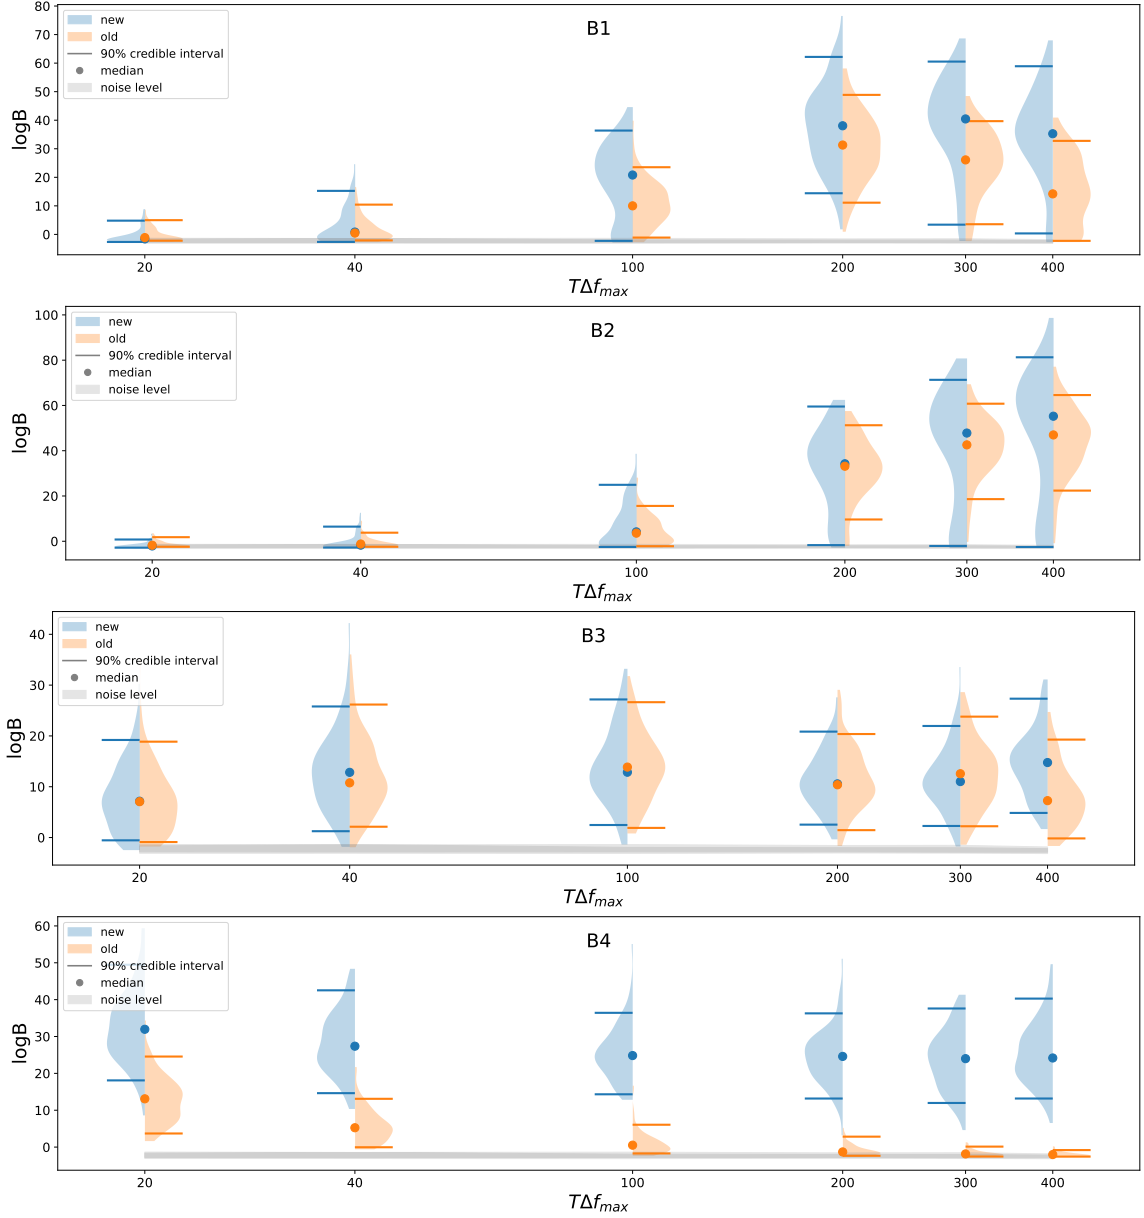 B1
new
old
90% credible interval
median
noise level
logB
80
70
60
50
40
30
20
10
0
20 40 100 200 300 400
TΔf_max
B2
new
old
90% credible interval
median
noise level
logB
100
80
60
40
20
0
20 40 100 200 300 400
TΔf_max
B3
new
old
90% credible interval
median
noise level
logB
40
30
20
10
0
20 40 100 200 300 400
TΔf_max
B4
new
old
90% credible interval
median
noise level
logB
60
50
40
30
20
10
0
20 40 100 200 300 400
TΔf_max